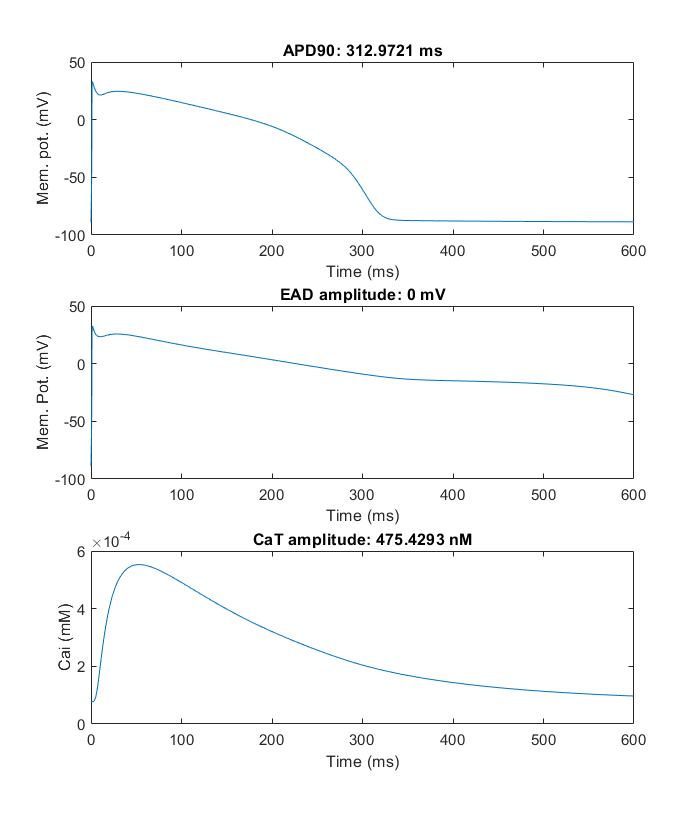 APD90: 312.9721 ms
50
0
-50
-100
Mem. pot. (mV)
0 100 200 300 400 500 600
Time (ms)
EAD amplitude: 0 mV
50
0
-50
-100
Mem. Pot. (mV)
0 100 200 300 400 500 600
Time (ms)
×10-4
CaT amplitude: 475.4293 nM
6
4
2
0
Cai (mM)
0 100 200 300 400 500 600
Time (ms)